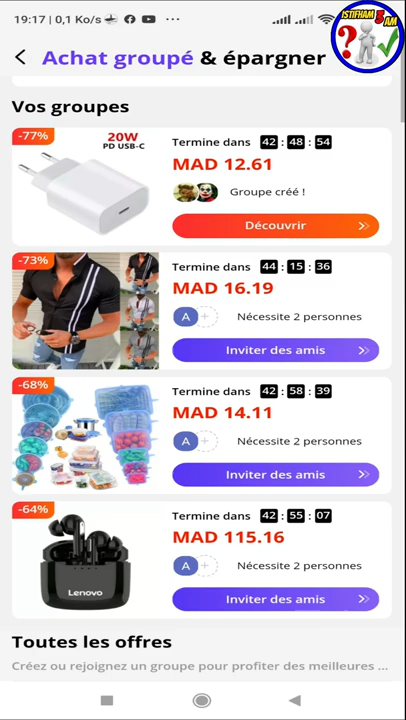 19:17 | 0,1 Ko/s
ISTIFHAM 5 AM
Achat groupé & épargner
Vos groupes
-77%
20W
PD USB-C
Termine dans 42 : 48 : 54
MAD 12.61
Groupe créé !
Découvrir
-73%
Termine dans 44 : 15 : 36
MAD 16.19
A
Nécessite 2 personnes
Inviter des amis
-68%
Termine dans 42 : 58 : 39
MAD 14.11
A
Nécessite 2 personnes
Inviter des amis
-64%
Lenovo
Termine dans 42 : 55 : 07
MAD 115.16
A
Nécessite 2 personnes
Inviter des amis
Toutes les offres
Créez ou rejoignez un groupe pour profiter des meilleures ...